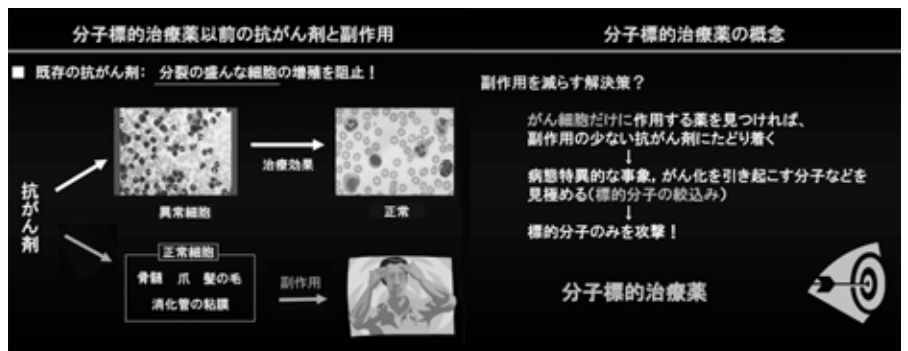 分子標的治療薬以前の抗がん剤と副作用
■ 既存の抗がん剤: 分裂の盛んな細胞の増殖を阻止!
抗がん剤
異常細胞
治療効果
正常
正常細胞
骨髄 爪 髪の毛
消化管の粘膜
副作用
分子標的治療薬の概念
副作用を減らす解決策?
がん細胞だけに作用する薬を見つければ、
副作用の少ない抗がん剤にたどり着く
↓
病態特異的な事象,がん化を引き起こす分子などを
見極める(標的分子の絞込み)
↓
標的分子のみを攻撃!
分子標的治療薬